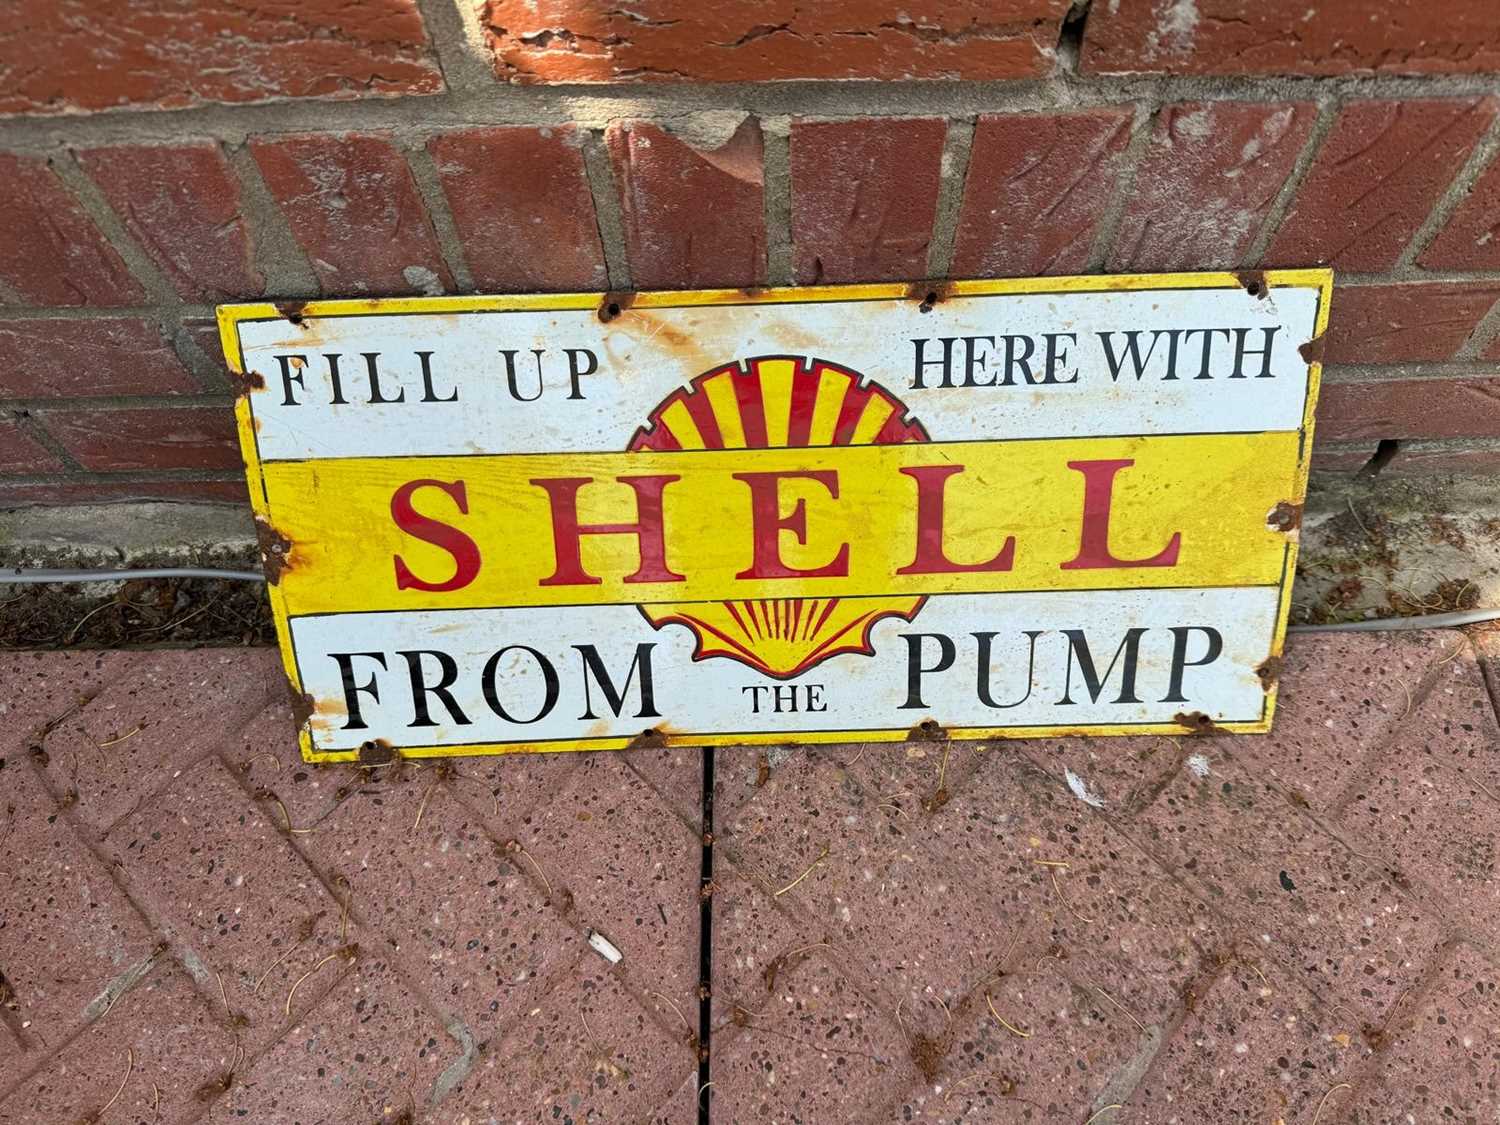 FILL UP HERE WITH
SHELL
FROM THE PUMP